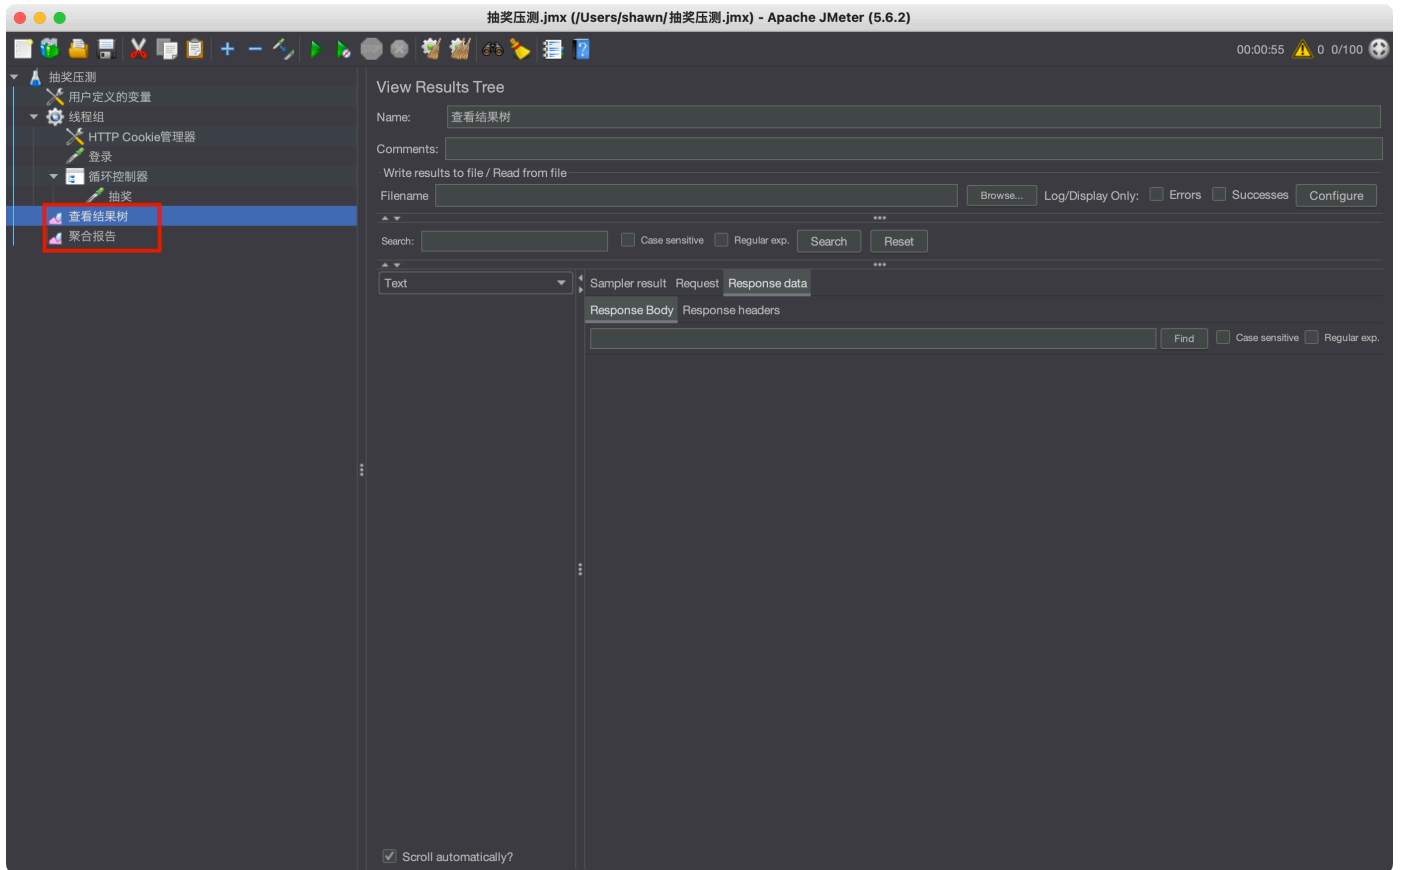 抽奖压测.jmx (/Users/shawn/抽奖压测.jmx) - Apache JMeter (5.6.2)
00:00:55 0 0/100
抽奖压测
用户定义的变量
线程组
HTTP Cookie管理器
登录
循环控制器
抽奖
查看结果树
聚合报告
View Results Tree
Name: 查看结果树
Comments:
Write results to file / Read from file
Filename Browse... Log/Display Only: Errors Successes Configure
Search: Case sensitive Regular exp. Search Reset
Text Sampler result Request Response data
Response Body Response headers
Find Case sensitive Regular exp.
Scroll automatically?